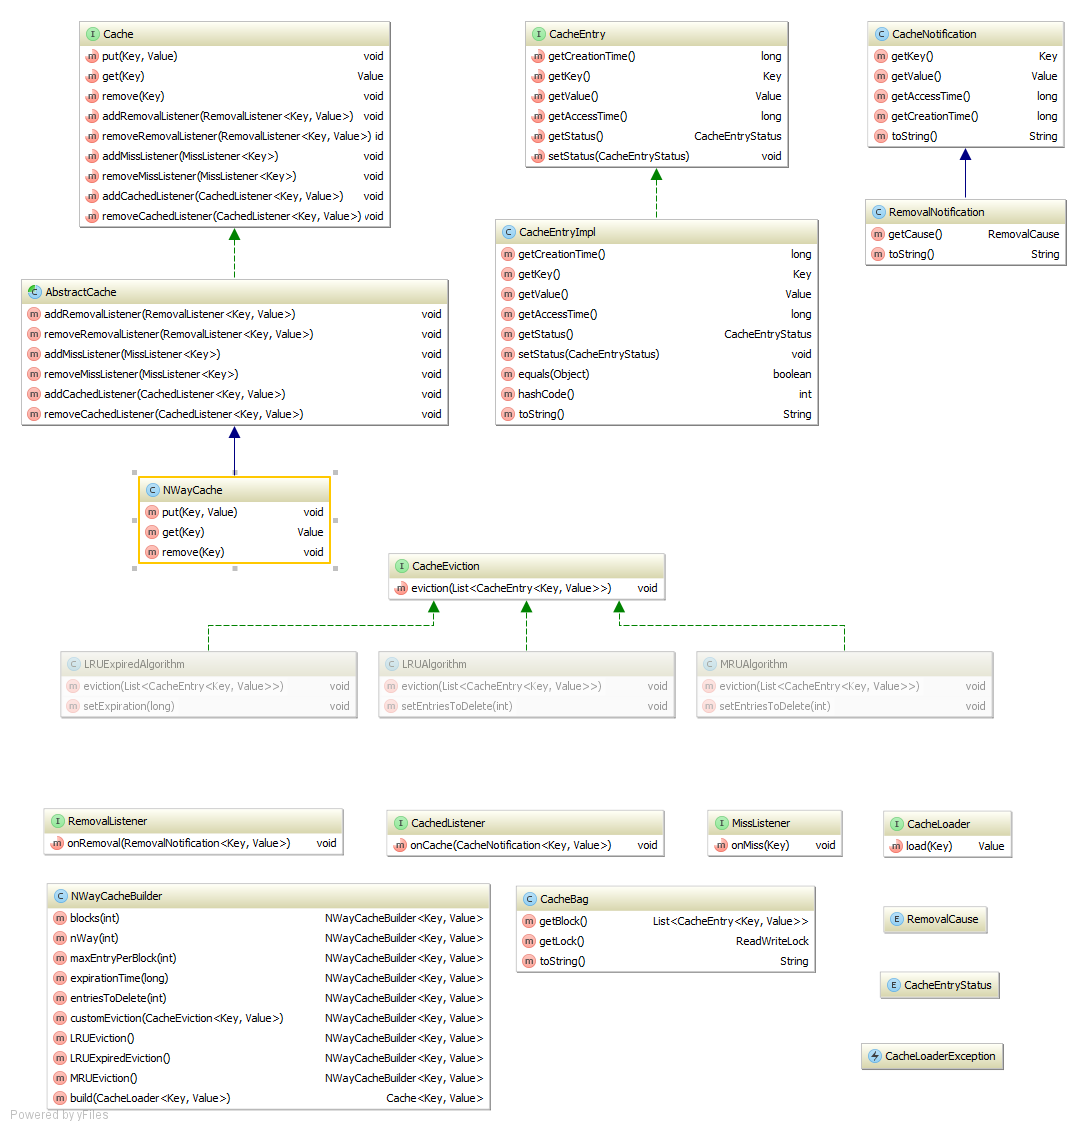 Cache
put(Key, Value) void
get(Key) Value
remove(Key) void
addRemovalListener(RemovalListener<Key, Value>) void
removeRemovalListener(RemovalListener<Key, Value>) id
addMissListener(MissListener<Key>) void
removeMissListener(MissListener<Key>) void
addCachedListener(CachedListener<Key, Value>) void
removeCachedListener(CachedListener<Key, Value>) void
CacheEntry
getCreationTime() long
getKey() Key
getValue() Value
getAccessTime() long
getStatus() CacheEntryStatus
setStatus(CacheEntryStatus) void
CacheNotification
getKey() Key
getValue() Value
getAccessTime() long
getCreationTime() long
toString() String
RemovalNotification
getCause() RemovalCause
toString() String
CacheEntryImpl
getCreationTime() long
getKey() Key
getValue() Value
getAccessTime() long
getStatus() CacheEntryStatus
setStatus(CacheEntryStatus) void
equals(Object) boolean
hashCode() int
toString() String
AbstractCache
addRemovalListener(RemovalListener<Key, Value>) void
removeRemovalListener(RemovalListener<Key, Value>) void
addMissListener(MissListener<Key>) void
removeMissListener(MissListener<Key>) void
addCachedListener(CachedListener<Key, Value>) void
removeCachedListener(CachedListener<Key, Value>) void
NWayCache
put(Key, Value) void
get(Key) Value
remove(Key) void
CacheEviction
eviction(List<CacheEntry<Key, Value>>) void
LRUExpiredAlgorithm
eviction(List<CacheEntry<Key, Value>>) void
setExpiration(long) void
LRUAlgorithm
eviction(List<CacheEntry<Key, Value>>) void
setEntriesToDelete(int) void
MRUAlgorithm
eviction(List<CacheEntry<Key, Value>>) void
setEntriesToDelete(int) void
RemovalListener
onRemoval(RemovalNotification<Key, Value>) void
CachedListener
onCache(CacheNotification<Key, Value>) void
MissListener
onMiss(Key) void
CacheLoader
load(Key) Value
NWayCacheBuilder
blocks(int) NWayCacheBuilder<Key, Value>
nWay(int) NWayCacheBuilder<Key, Value>
maxEntryPerBlock(int) NWayCacheBuilder<Key, Value>
expirationTime(long) NWayCacheBuilder<Key, Value>
entriesToDelete(int) NWayCacheBuilder<Key, Value>
customEviction(CacheEviction<Key, Value>) NWayCacheBuilder<Key, Value>
LRUEviction() NWayCacheBuilder<Key, Value>
LRUExpiredEviction() NWayCacheBuilder<Key, Value>
MRUEviction() NWayCacheBuilder<Key, Value>
build(CacheLoader<Key, Value>) Cache<Key, Value>
CacheBag
getBlock() List<CacheEntry<Key, Value>>
getLock() ReadWriteLock
toString() String
RemovalCause
CacheEntryStatus
CacheLoaderException
Powered by yFiles